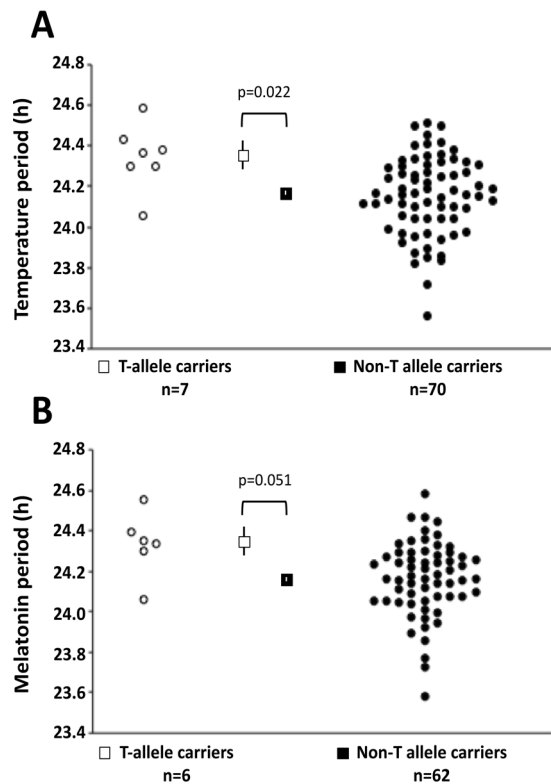 A
Temperature period (h)
24.8
24.6
24.4
24.2
24.0
23.8
23.6
23.4
p=0.022
T-allele carriers
n=7
Non-T allele carriers
n=70
B
Melatonin period (h)
24.8
24.6
24.4
24.2
24.0
23.8
23.6
23.4
p=0.051
T-allele carriers
n=6
Non-T allele carriers
n=62